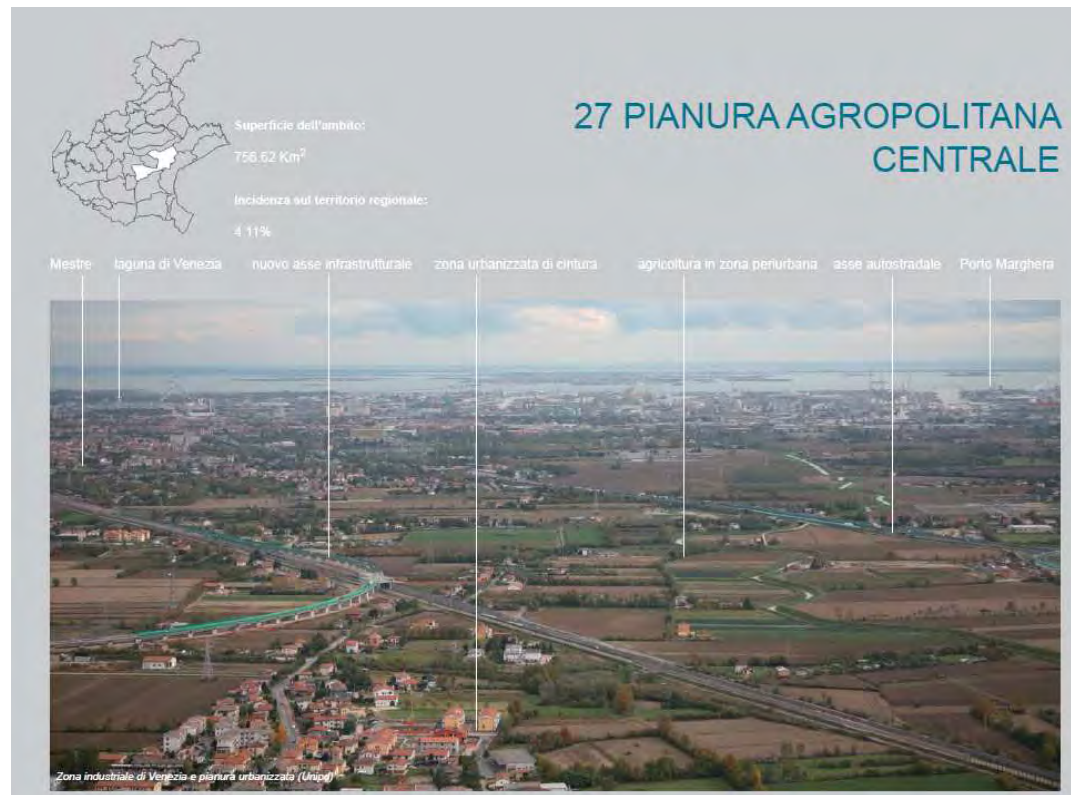 27 PIANURA AGROPOLITANA
CENTRALE
Superficie dell'ambito:
756.62 Km²
Incidenza sul territorio regionale:
4.11%
Mestre laguna di Venezia nuovo asse infrastrutturale zona urbanizzata di cintura agricoltura in zona periurbana asse autostradale Porto Marghera
Zona industriale di Venezia e pianura urbanizzata (Unipd)